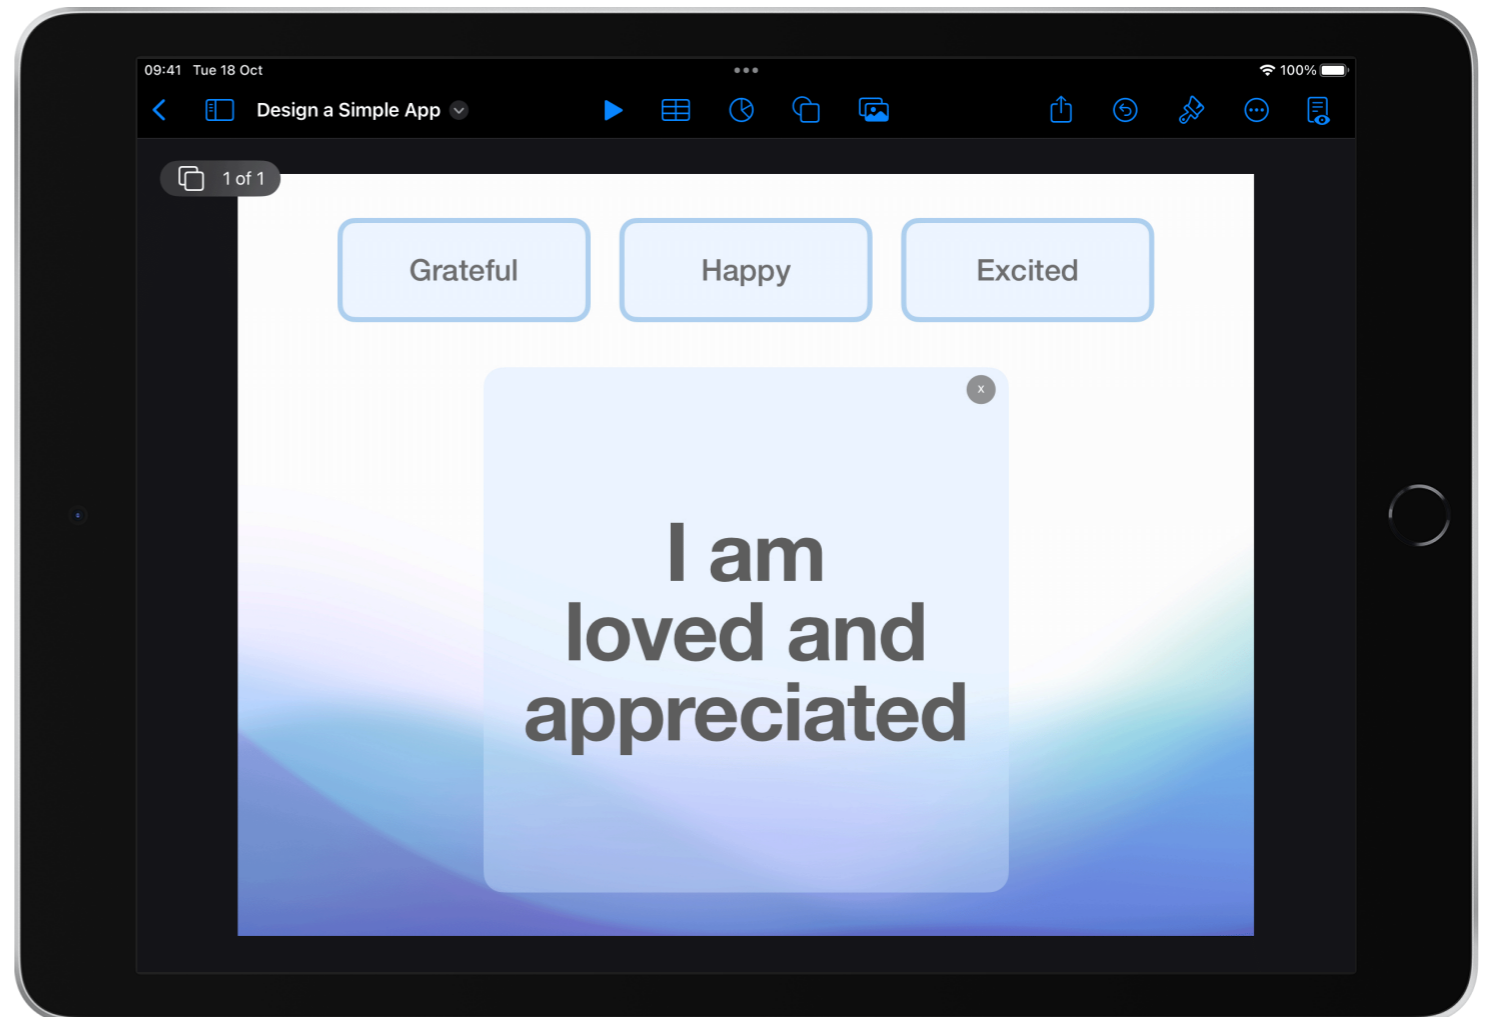 09:41 Tue 18 Oct
100%
Design a Simple App
1 of 1
Grateful
Happy
Excited
x
I am
loved and
appreciated